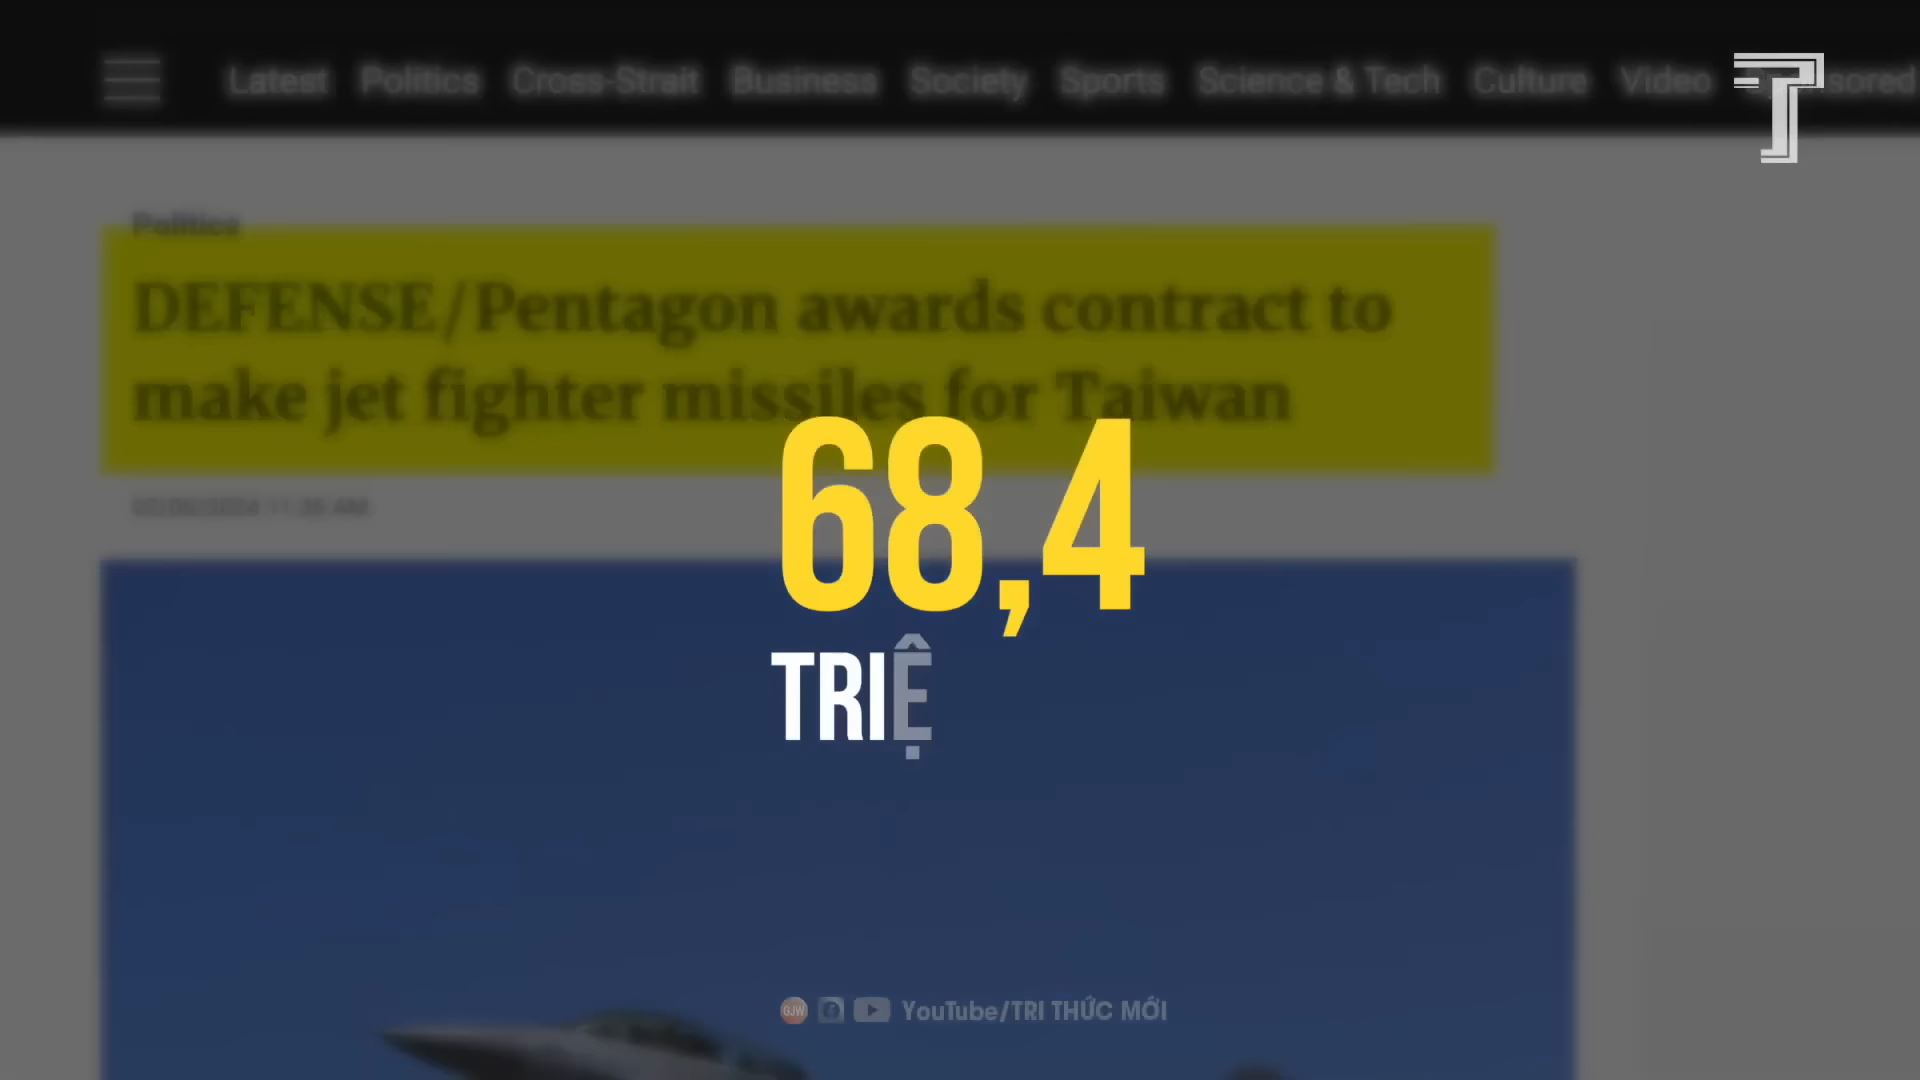 Latest Politics Cross-Strait Business Society Sports Science & Tech Culture Video
Politics
DEFENSE/Pentagon awards contract to
make jet fighter missiles for Taiwan
68,4
TRIỆ
GJW YouTube/TRI THỨC MỚI